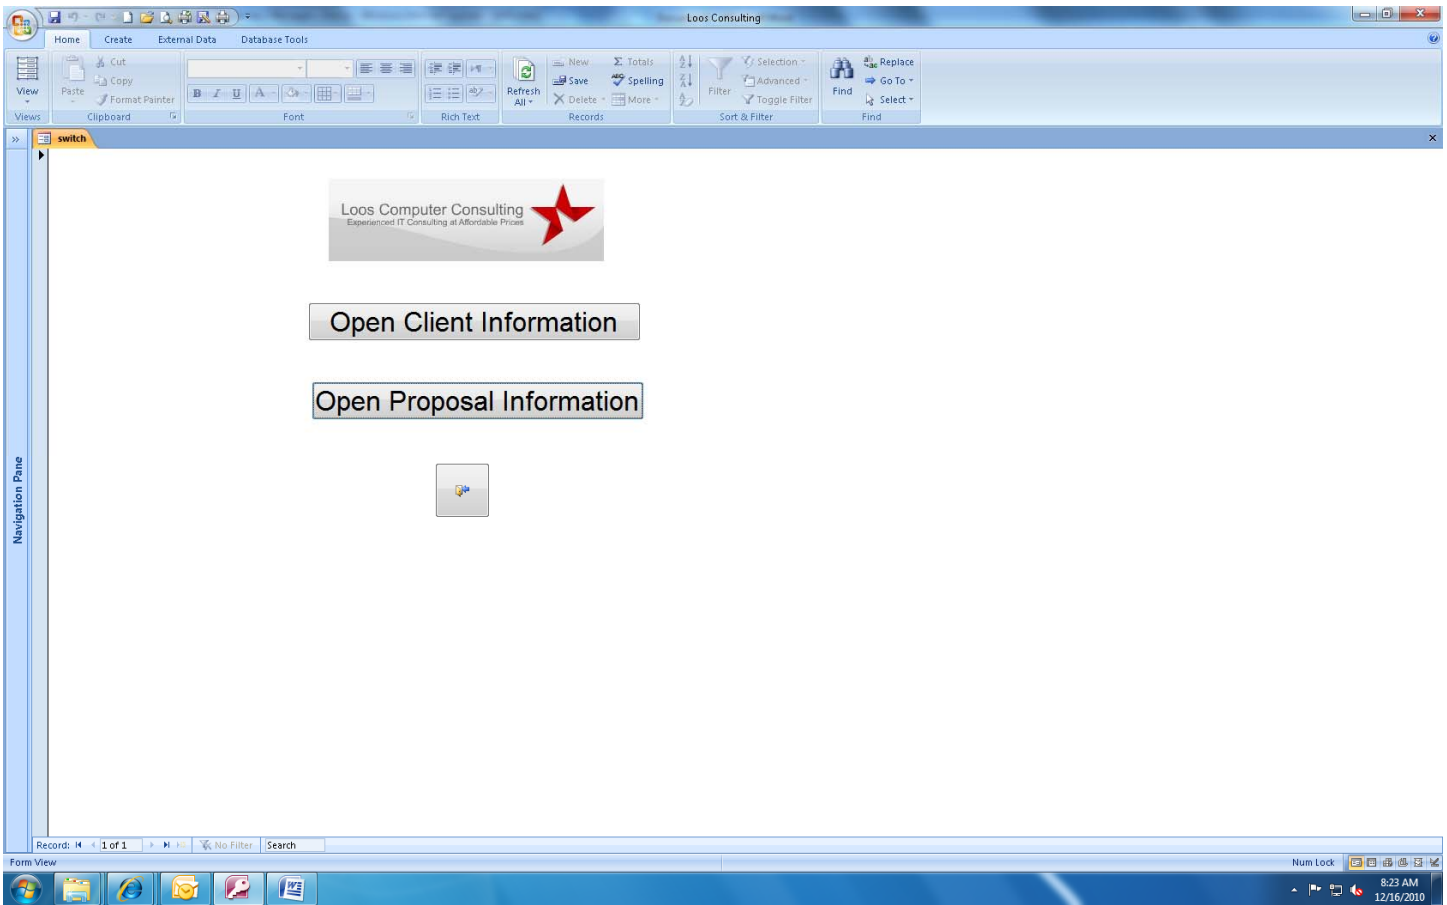 Loos Consulting
Home Create External Data Database Tools
Cut
Copy
Format Painter
View Paste
Views Clipboard
B I U A
Font
Rich Text
Refresh All
New Totals
Save Spelling
Delete More
Records
Filter
Selection
Advanced
Toggle Filter
Sort & Filter
Find
Replace
Go To
Select
Find
switch
Loos Computer Consulting
Experienced IT Consulting at Affordable Prices
Open Client Information
Open Proposal Information
Navigation Pane
Record: 1 of 1 No Filter Search
Form View Num Lock
8:23 AM
12/16/2010